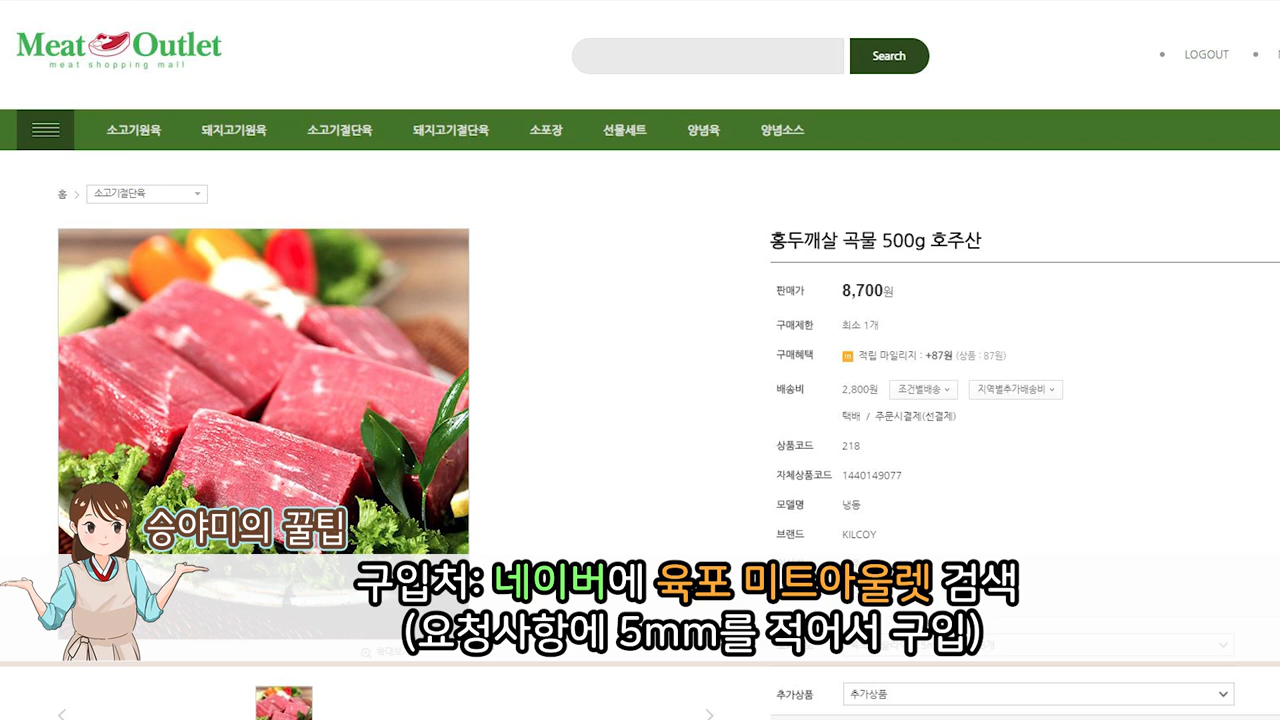 Meat Outlet
meat shopping mall
Search
LOGOUT
소고기원육 돼지고기원육 소고기절단육 돼지고기절단육 소포장 선물세트 양념육 양념소스
홈 > 소고기절단육
홍두깨살 곡물 500g 호주산
판매가 8,700원
구매제한 최소 1개
구매혜택 m 적립 마일리지 : +87원 (상품 : 87원)
배송비 2,800원 조건별배송 지역별추가배송비
택배 / 주문시결제(선결제)
상품코드 218
자체상품코드 1440149077
모델명 냉동
브랜드 KILCOY
승야미의 꿀팁
구입처: 네이버에 육포 미트아울렛 검색
(요청사항에 5mm를 적어서 구입)
추가상품 추가상품